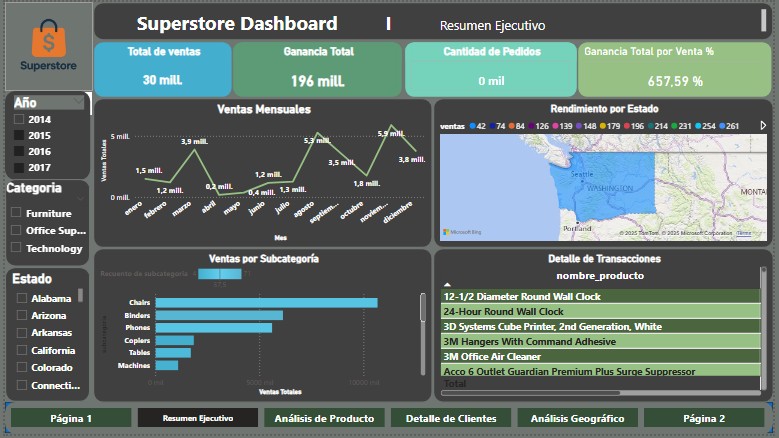 Superstore
Superstore Dashboard I Resumen Ejecutivo
Total de ventas
30 mill.
Ganancia Total
196 mill.
Cantidad de Pedidos
0 mil
Ganancia Total por Venta %
657,59 %
Año
2014
2015
2016
2017
Categoria
Furniture
Office Sup...
Technology
Estado
Alabama
Arizona
Arkansas
California
Colorado
Connecti...
Ventas Mensuales
Ventas Totales
5 mill.
0 mill.
1,5 mill.
1,2 mill.
3,9 mill.
0,2 mill.
0,4 mill.
1,2 mill.
1,3 mill.
5,3 mill.
3,5 mill.
1,8 mill.
5,9 mill.
3,8 mill.
enero
febrero
marzo
abril
mayo
junio
julio
agosto
septiem...
octubre
noviem...
diciembre
Mes
Rendimiento por Estado
ventas 42 74 84 126 139 148 179 196 214 231 254 261
Seattle
WASHINGTON
Portland
Microsoft Bing
© 2025 TomTom, © 2025 Microsoft Corporation Terms
Ventas por Subcategoría
Recuento de subcategoría
57,5
subcategoria
Chairs
Binders
Phones
Copiers
Tables
Machines
0 mil
5000 mil
10000 mil
Ventas Totales
Detalle de Transacciones
nombre_producto
12-1/2 Diameter Round Wall Clock
24-Hour Round Wall Clock
3D Systems Cube Printer, 2nd Generation, White
3M Hangers With Command Adhesive
3M Office Air Cleaner
Acco 6 Outlet Guardian Premium Plus Surge Suppressor
Total
Página 1
Resumen Ejecutivo
Análisis de Producto
Detalle de Clientes
Análisis Geográfico
Página 2